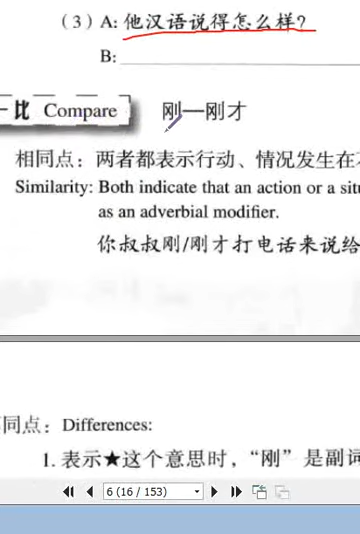 (3) A: 他汉语说得怎么样?
B:
比 Compare 刚—刚才
相同点：两者都表示行动、情况发生在
Similarity: Both indicate that an action or a
as an adverbial modifier.
你叔叔刚/刚才打电话来说给
同点：Differences:
1. 表示★这个意思时，“刚”是副词
6 (16 / 153)